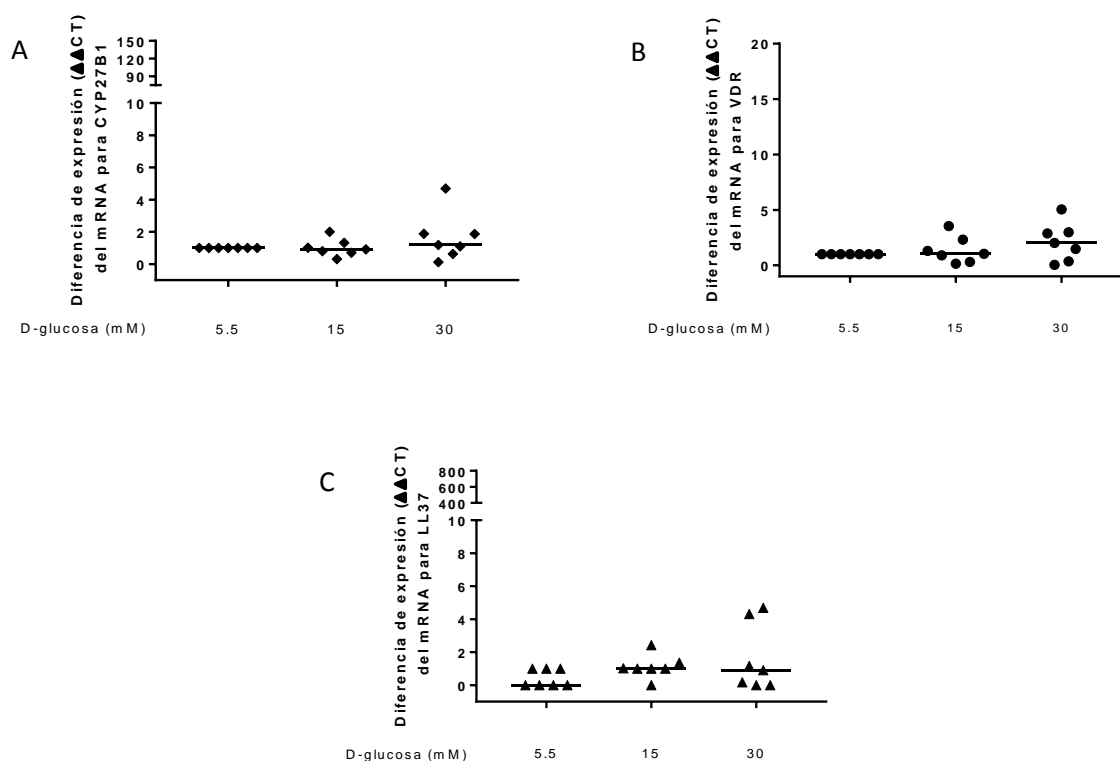 A
Diferencia de expresión (▲▲CT)
del mRNA para CYP27B1
150
120
90
10
8
6
4
2
0
D-glucosa (mM) 5.5 15 30
B
Diferencia de expresión (▲▲CT)
del mRNA para VDR
20
15
10
5
0
D-glucosa (mM) 5.5 15 30
C
Diferencia de expresión (▲▲CT)
del mRNA para LL37
800
600
400
10
8
6
4
2
0
D-glucosa (mM) 5.5 15 30